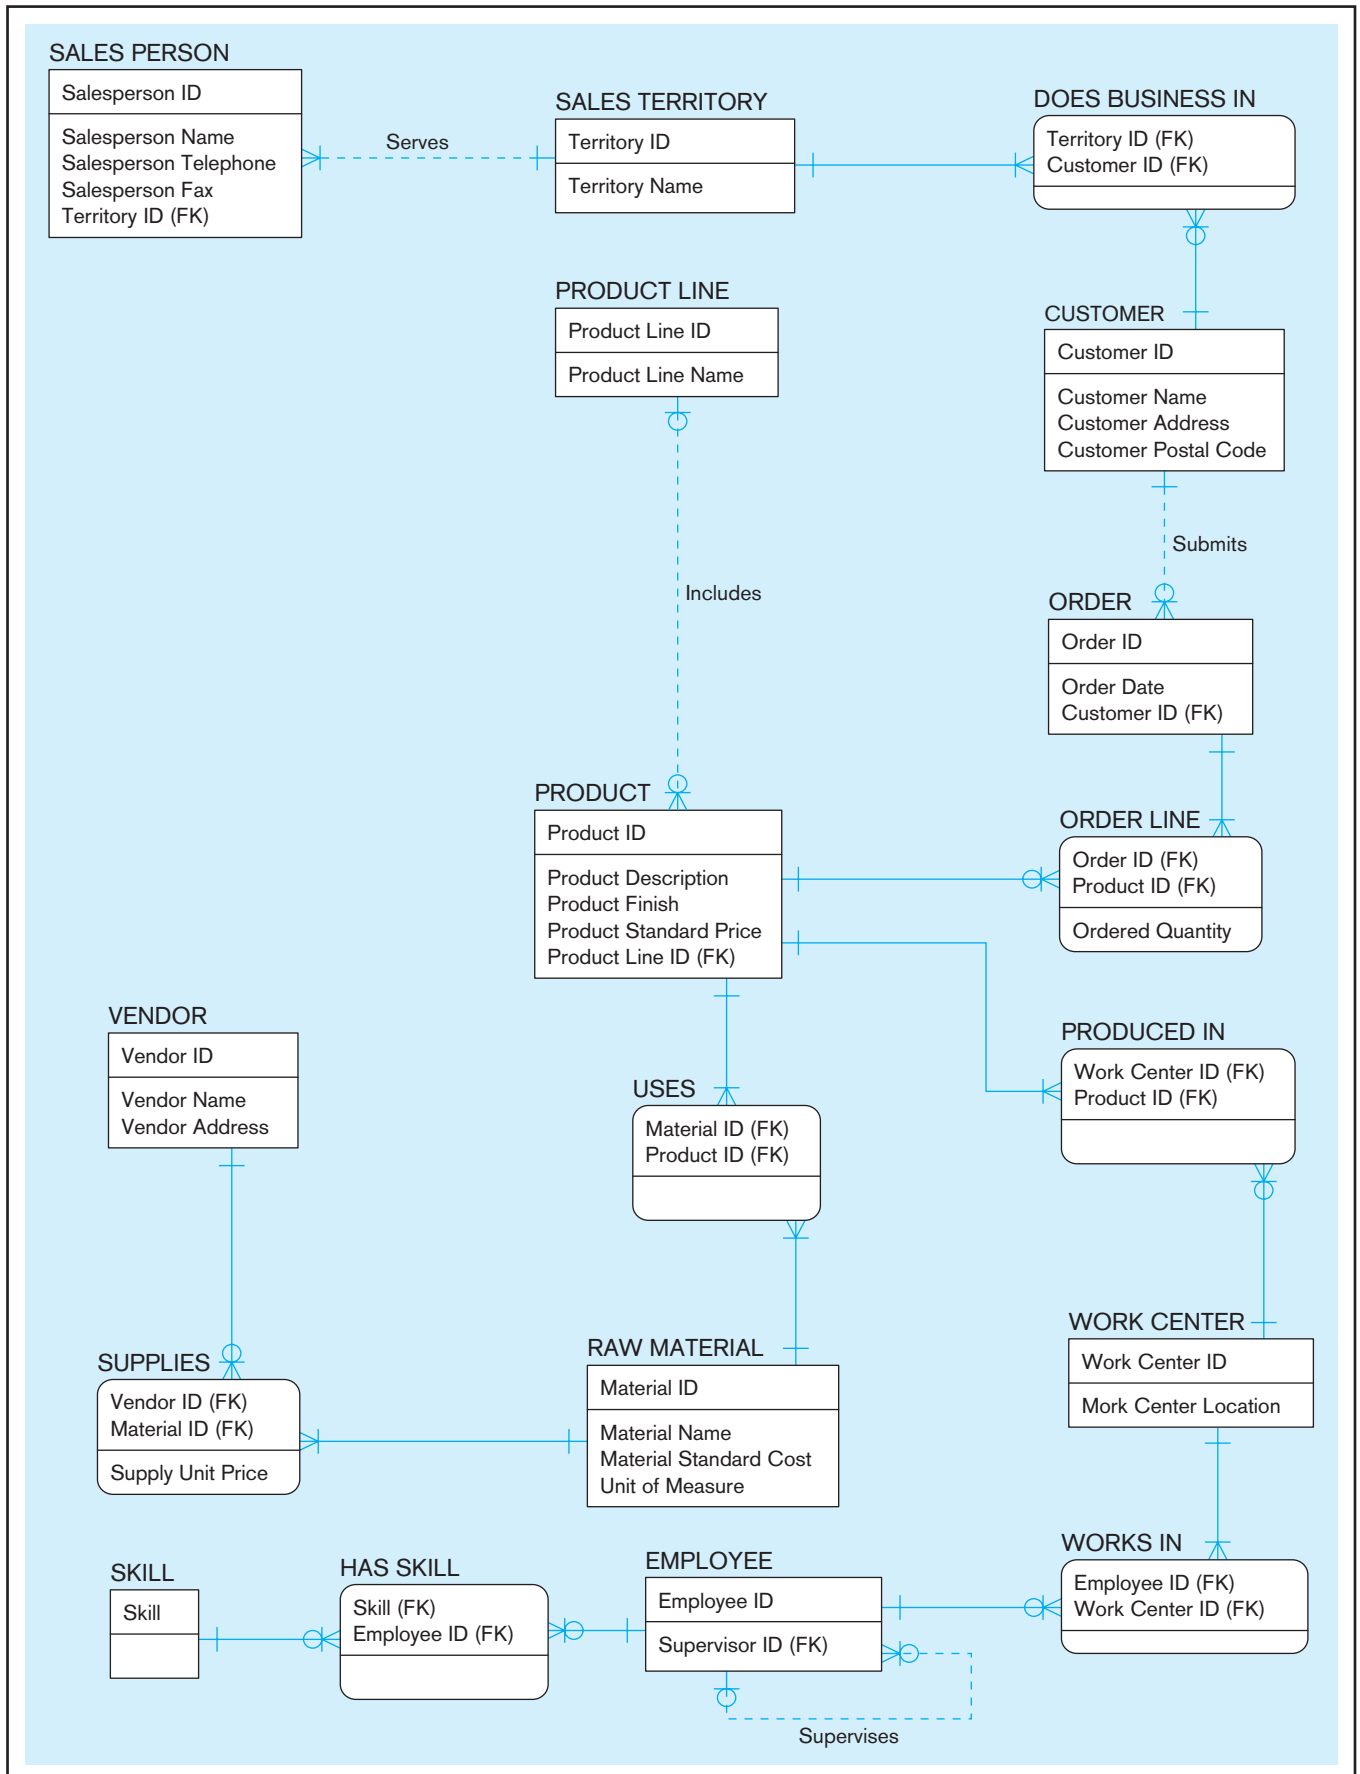 SALES PERSON
Salesperson ID
Salesperson Name
Salesperson Telephone
Salesperson Fax
Territory ID (FK)
Serves
SALES TERRITORY
Territory ID
Territory Name
DOES BUSINESS IN
Territory ID (FK)
Customer ID (FK)
PRODUCT LINE
Product Line ID
Product Line Name
CUSTOMER
Customer ID
Customer Name
Customer Address
Customer Postal Code
Submits
Includes
ORDER
Order ID
Order Date
Customer ID (FK)
PRODUCT
Product ID
Product Description
Product Finish
Product Standard Price
Product Line ID (FK)
ORDER LINE
Order ID (FK)
Product ID (FK)
Ordered Quantity
VENDOR
Vendor ID
Vendor Name
Vendor Address
USES
Material ID (FK)
Product ID (FK)
PRODUCED IN
Work Center ID (FK)
Product ID (FK)
SUPPLIES
Vendor ID (FK)
Material ID (FK)
Supply Unit Price
RAW MATERIAL
Material ID
Material Name
Material Standard Cost
Unit of Measure
WORK CENTER
Work Center ID
Mork Center Location
SKILL
Skill
HAS SKILL
Skill (FK)
Employee ID (FK)
EMPLOYEE
Employee ID
Supervisor ID (FK)
Supervises
WORKS IN
Employee ID (FK)
Work Center ID (FK)